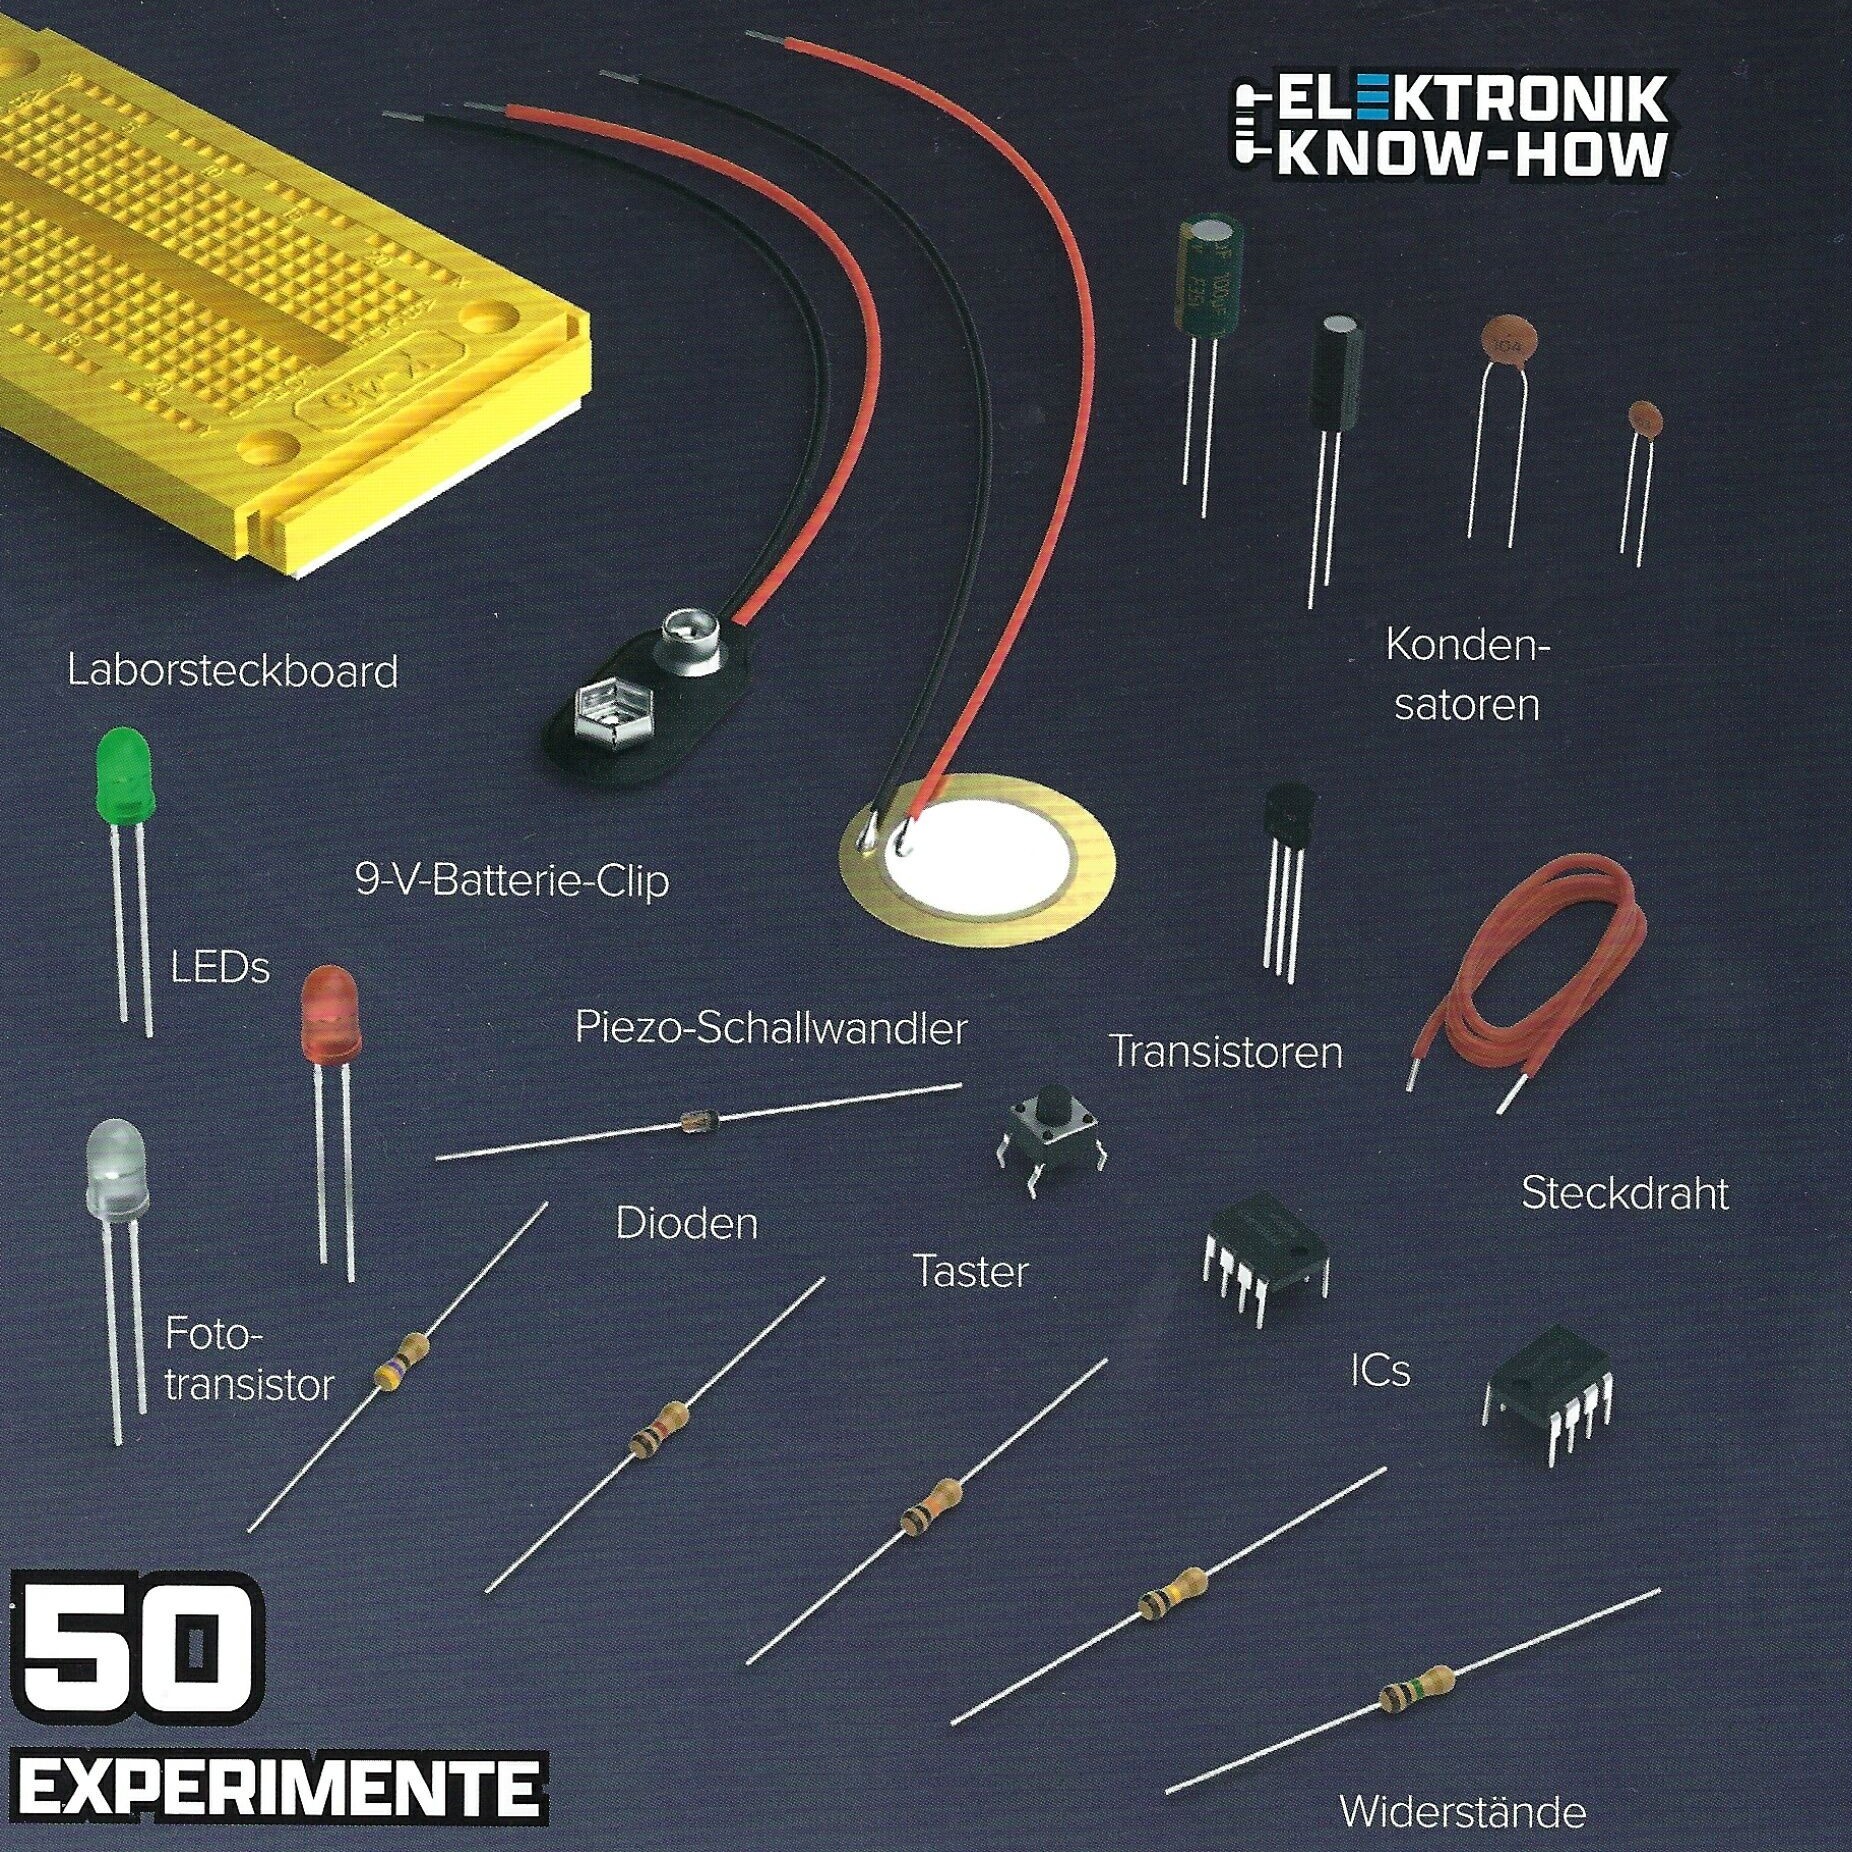 ELEKTRONIK
KNOW-HOW
104
Konden-
satoren
Laborsteckboard
9-V-Batterie-Clip
LEDs
Piezo-Schallwandler
Transistoren
Steckdraht
Dioden
Taster
Foto-
transistor
ICs
50
EXPERIMENTE
Widerstände